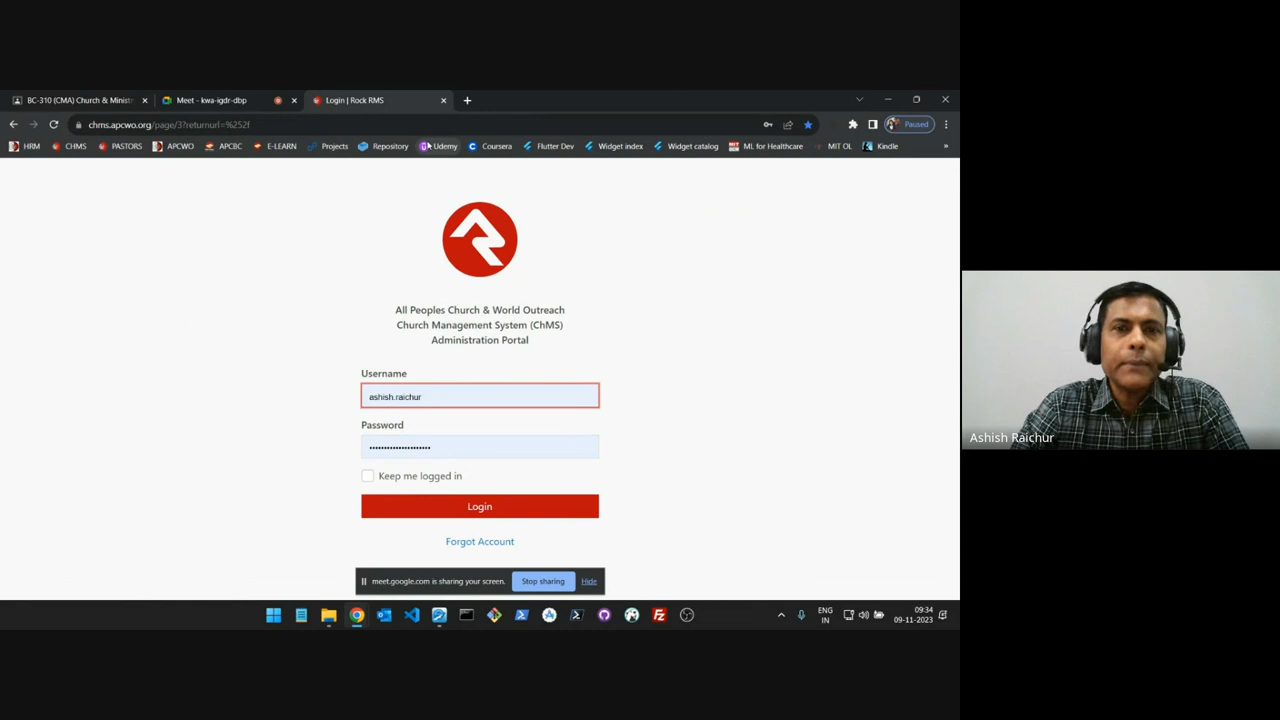 BC-310 (CMA) Church & Ministr
Meet - kwa-igdr-dbp
Login | Rock RMS
chms.apcwo.org/page/3?returnurl=%252f
Paused
HRM
CHMS
PASTORS
APCWO
APCBC
E-LEARN
Projects
Repository
Udemy
Coursera
Flutter Dev
Widget index
Widget catalog
ML for Healthcare
MIT OL
Kindle
»
All Peoples Church & World Outreach
Church Management System (ChMS)
Administration Portal
Username
ashish.raichur
Password
Keep me logged in
Login
Forgot Account
meet.google.com is sharing your screen.
Stop sharing
Hide
ENG
IN
09:34
09-11-2023
Ashish Raichur